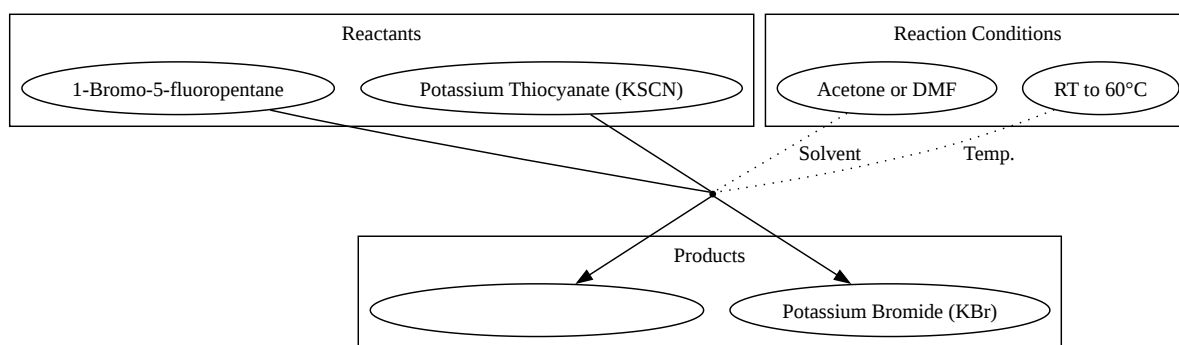 Reactants
Reaction Conditions
1-Bromo-5-fluoropentane
Potassium Thiocyanate (KSCN)
Acetone or DMF
RT to 60°C
Solvent
Temp.
Products
Potassium Bromide (KBr)